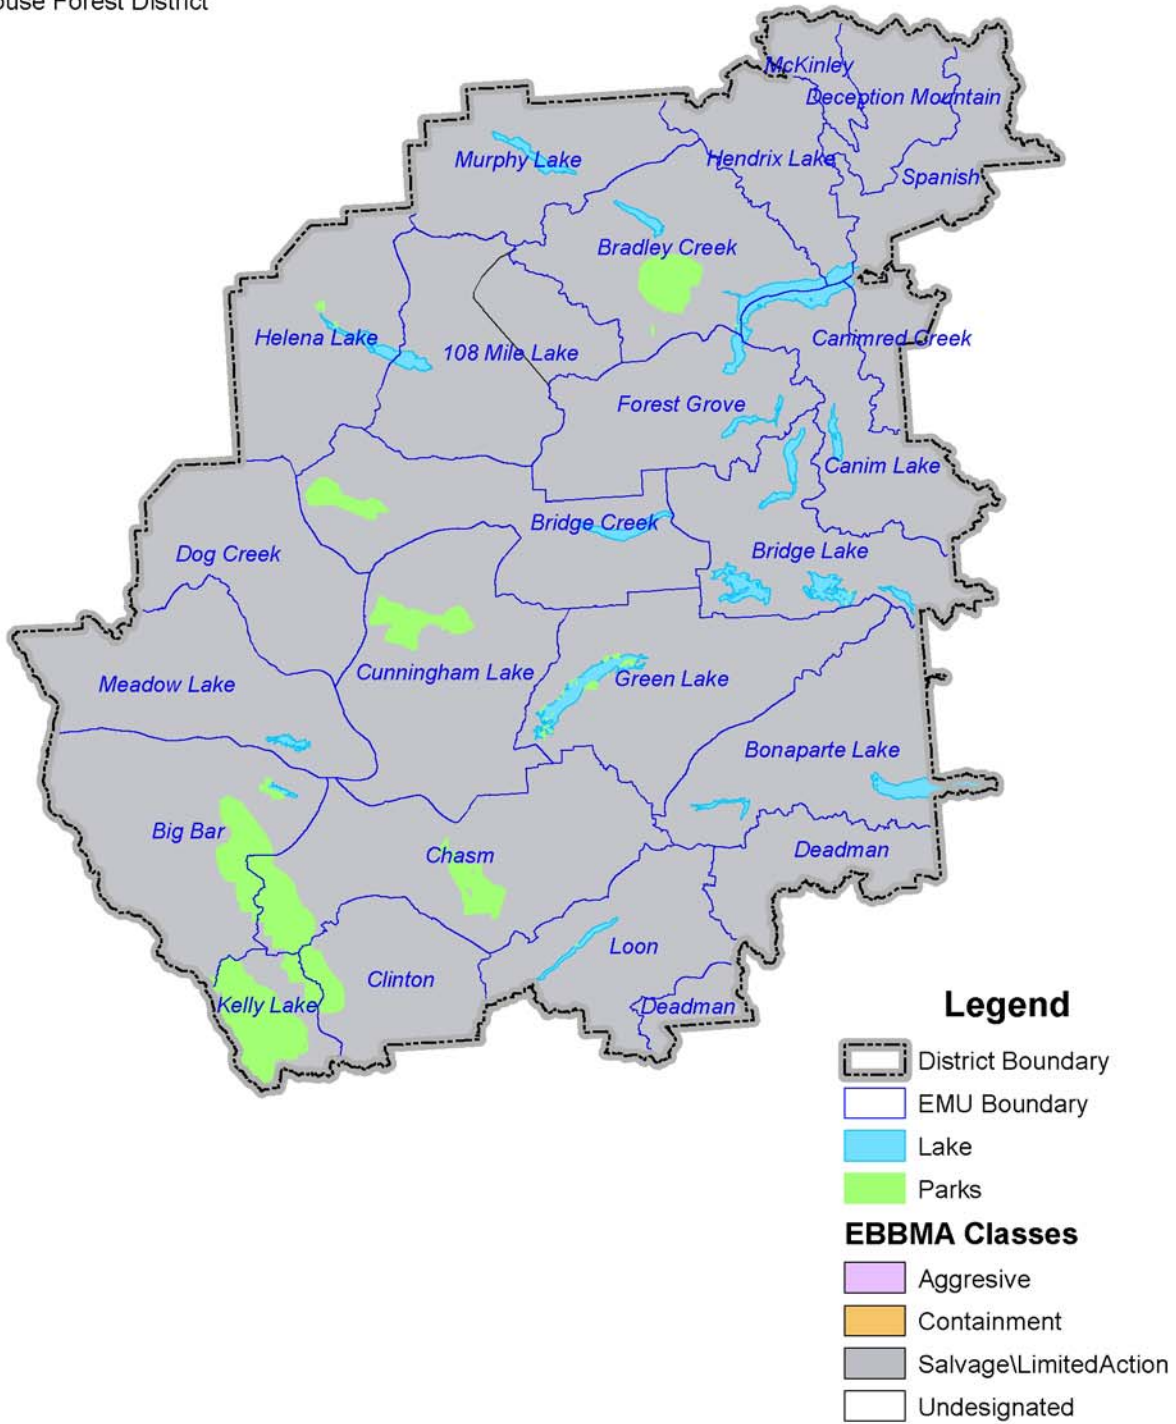 Forest District
McKinley
Deception Mountain
Murphy Lake
Hendrix Lake
Spanish
Bradley Creek
Helena Lake
108 Mile Lake
Canimred Creek
Forest Grove
Canim Lake
Bridge Creek
Dog Creek
Bridge Lake
Cunningham Lake
Green Lake
Meadow Lake
Bonaparte Lake
Big Bar
Chasm
Deadman
Loon
Clinton
Kelly Lake
Deadman
Legend
District Boundary
EMU Boundary
Lake
Parks
EBBMA Classes
Aggresive
Containment
Salvage\LimitedAction
Undesignated